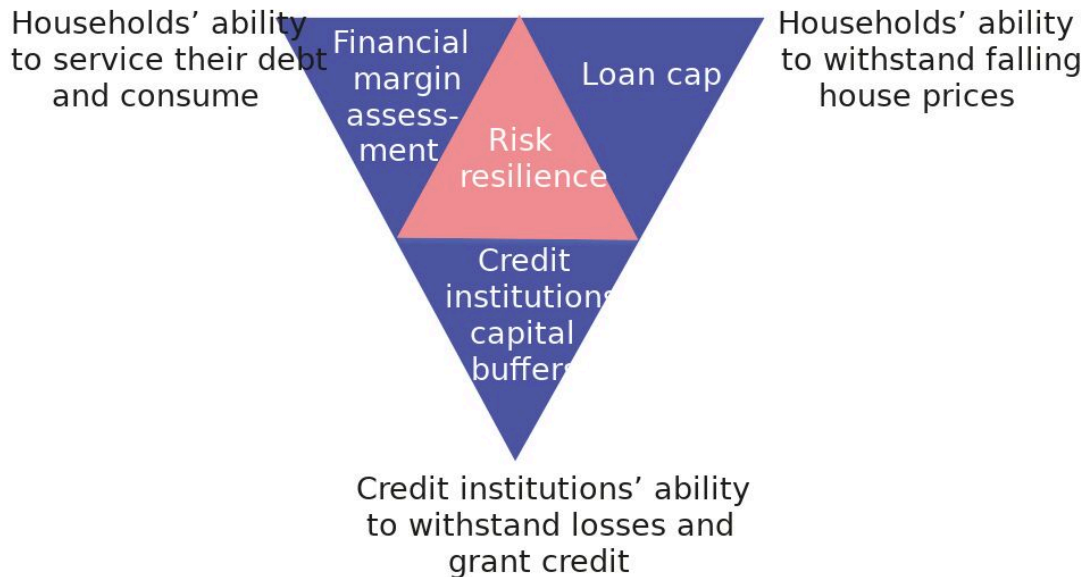 Households’ ability
to service their debt
and consume
Financial
margin
assess-
ment
Loan cap
Households’ ability
to withstand falling
house prices
Risk
resilience
Credit
institutions
capital
buffers
Credit institutions’ ability
to withstand losses and
grant credit